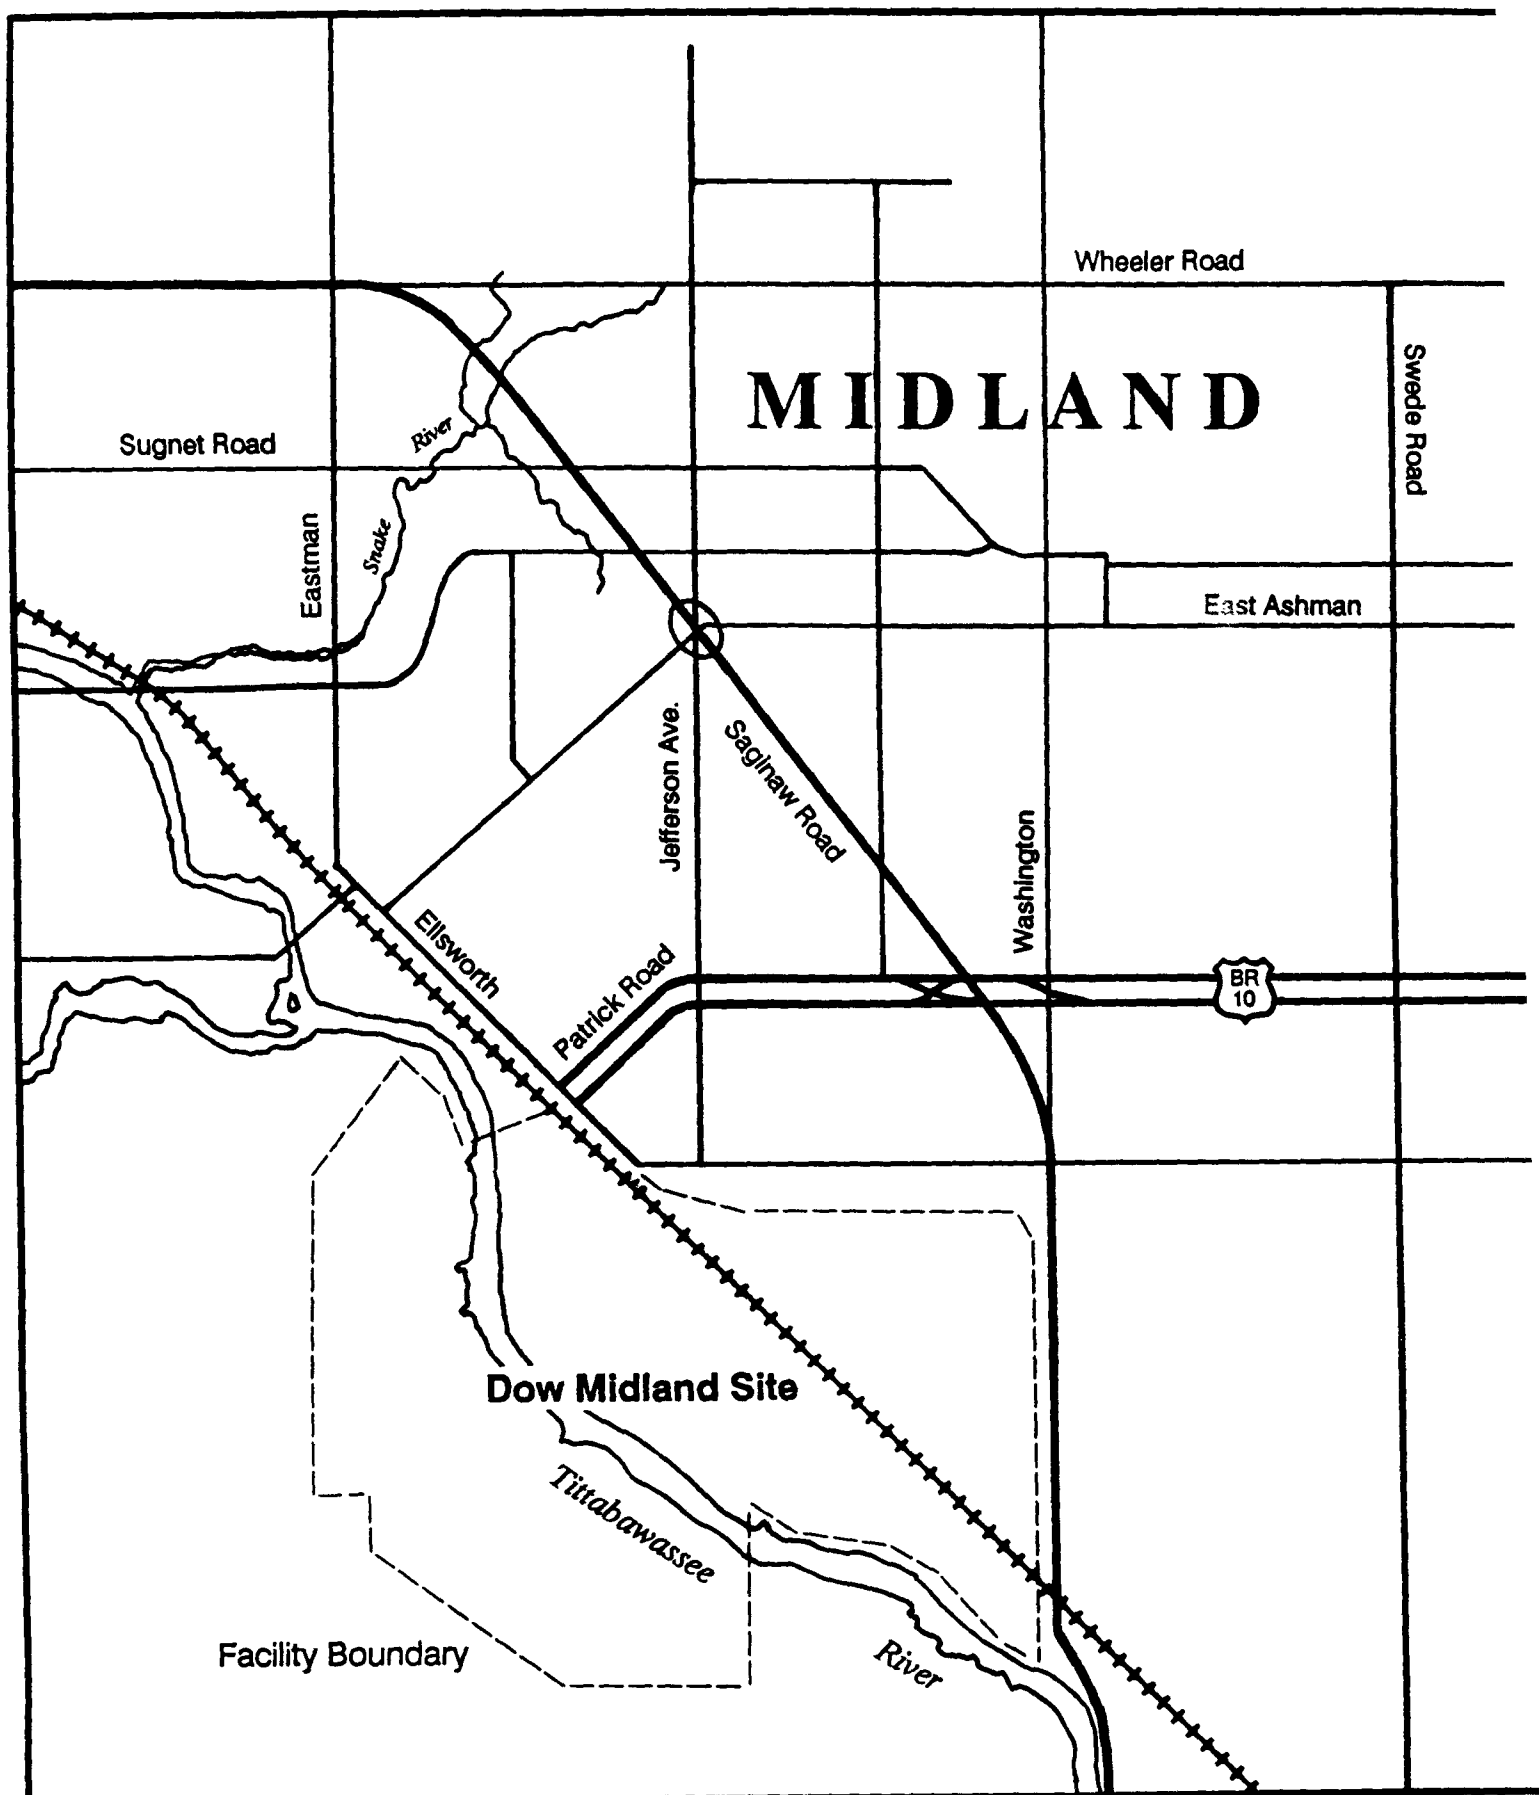 Wheeler Road
MIDLAND
Swede Road
Sugnet Road
River
Snake
Eastman
East Ashman
Jefferson Ave.
Saginaw Road
Washington
Ellsworth
Patrick Road
BR
10
Dow Midland Site
Tittabawassee
River
Facility Boundary